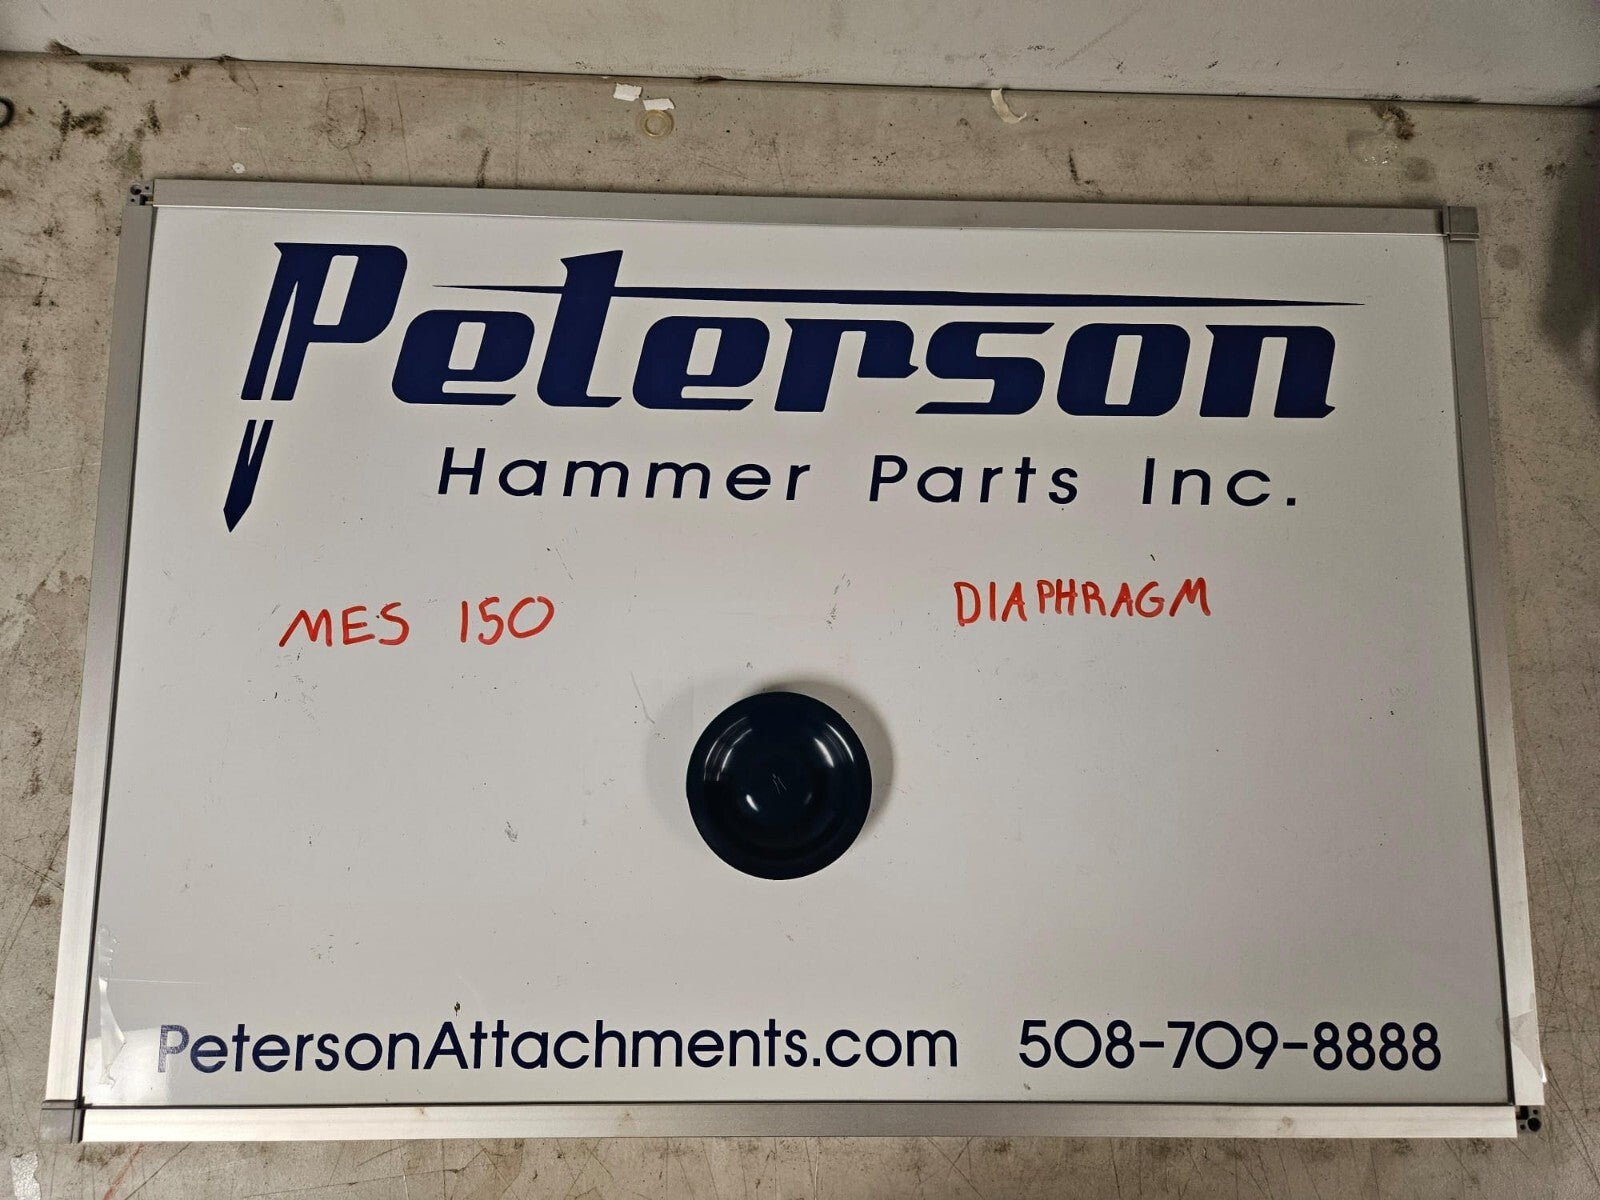 Peterson
Hammer Parts Inc.
MES 150 DIAPHRAGM
PetersonAttachments.com 508-709-8888